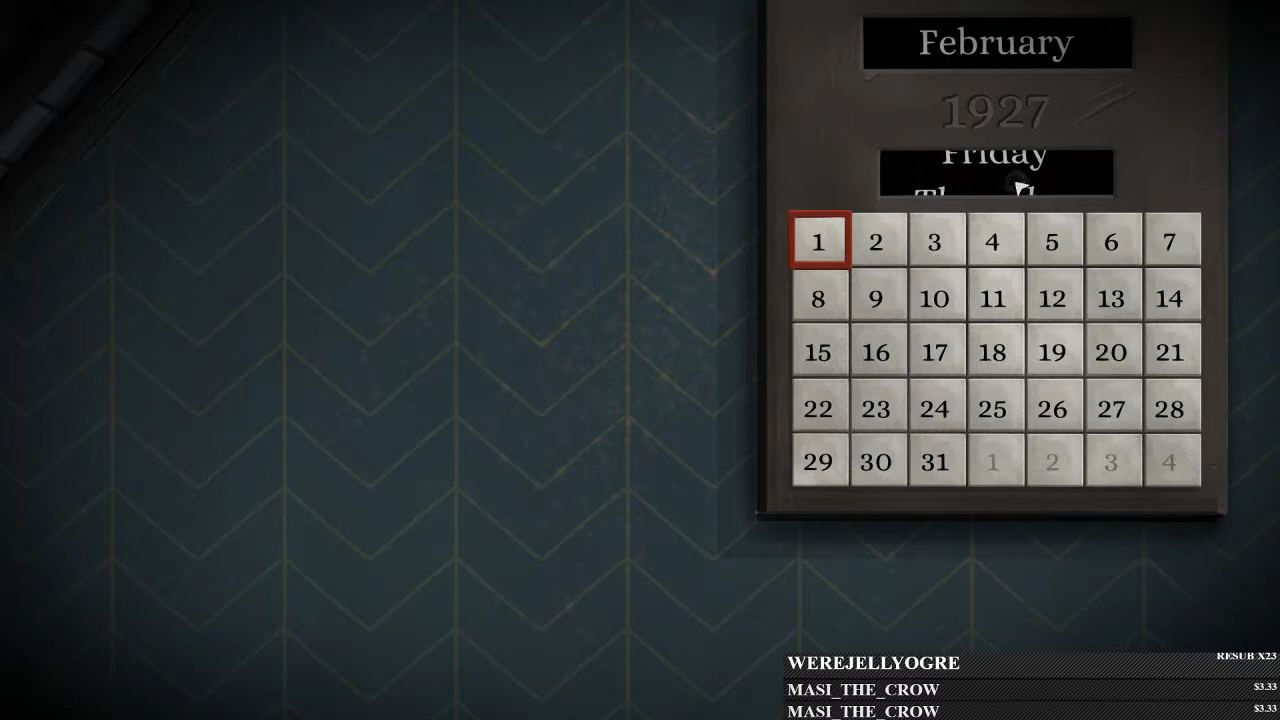 February
1927
Friday
1 2 3 4 5 6 7
8 9 10 11 12 13 14
15 16 17 18 19 20 21
22 23 24 25 26 27 28
29 30 31 1 2 3 4
WEREJELLYOGRE RESUB X23
MASI_THE_CROW $3.33
MASI_THE_CROW $3.33